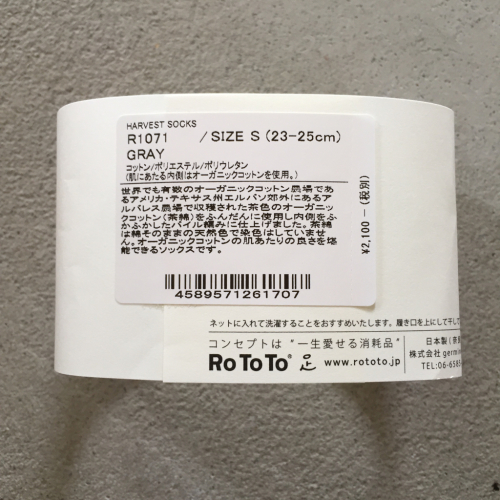 HARVEST SOCKS
R1071 /SIZE S (23-25cm)
GRAY
コットン/ポリエステル/ポリウレタン
(肌にあたる内側はオーガニックコットンを使用。)
世界でも有数のオーガニックコットン農場であ
るアメリカ・テキサス州エルパソ郊外にあるア
ルバレス農場で収穫された茶色のオーガニッ
クコットン(茶綿)をふんだんに使用し内側をふ
かふかしたパイル編みに仕上げました。茶綿
は綿そのままの天然色で染色はしていませ
ん。オーガニックコットンの肌あたりの良さを堪
能できるソックスです。
¥2,100－(税別)
4589571261707
ネットに入れて洗濯することをおすすめいたします。履き口を上にして干して
コンセプトは “一生愛せる消耗品”
日本製(奈良
RoToTo® 足 www.rototo.jp
株式会社 germin
TEL:06-6585